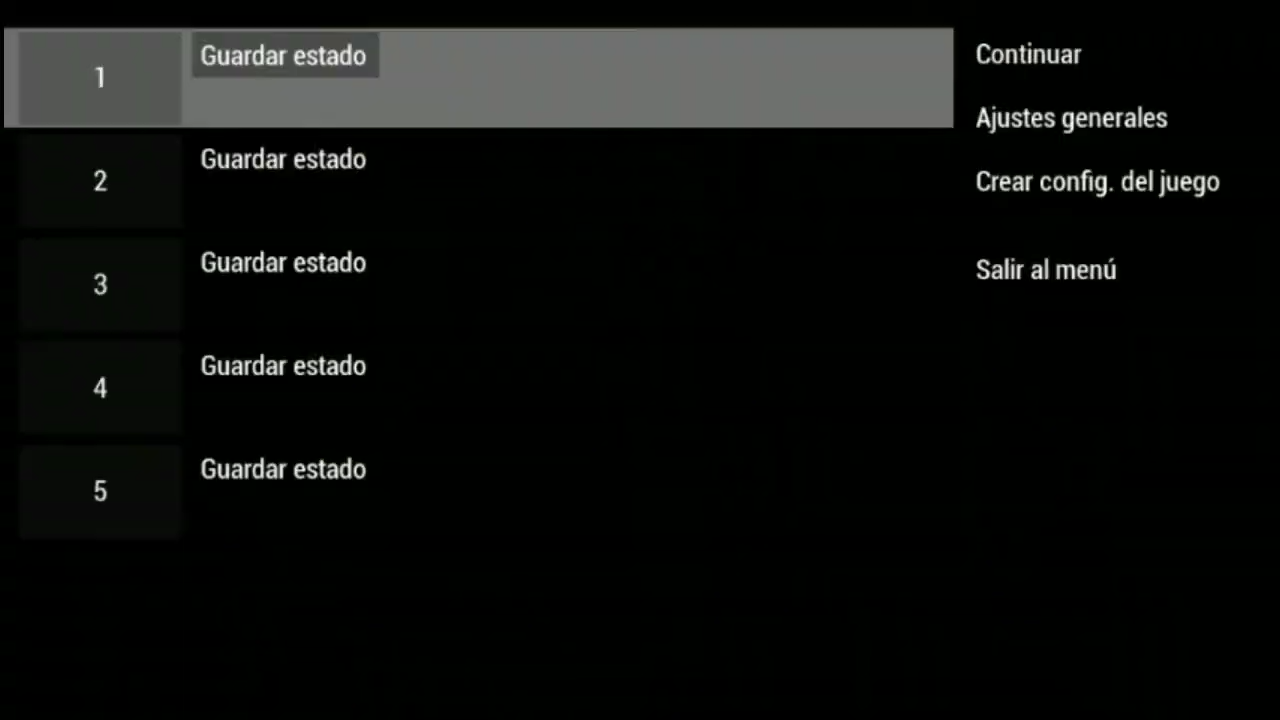 1
Guardar estado
2
Guardar estado
3
Guardar estado
4
Guardar estado
5
Guardar estado
Continuar
Ajustes generales
Crear config. del juego
Salir al menú